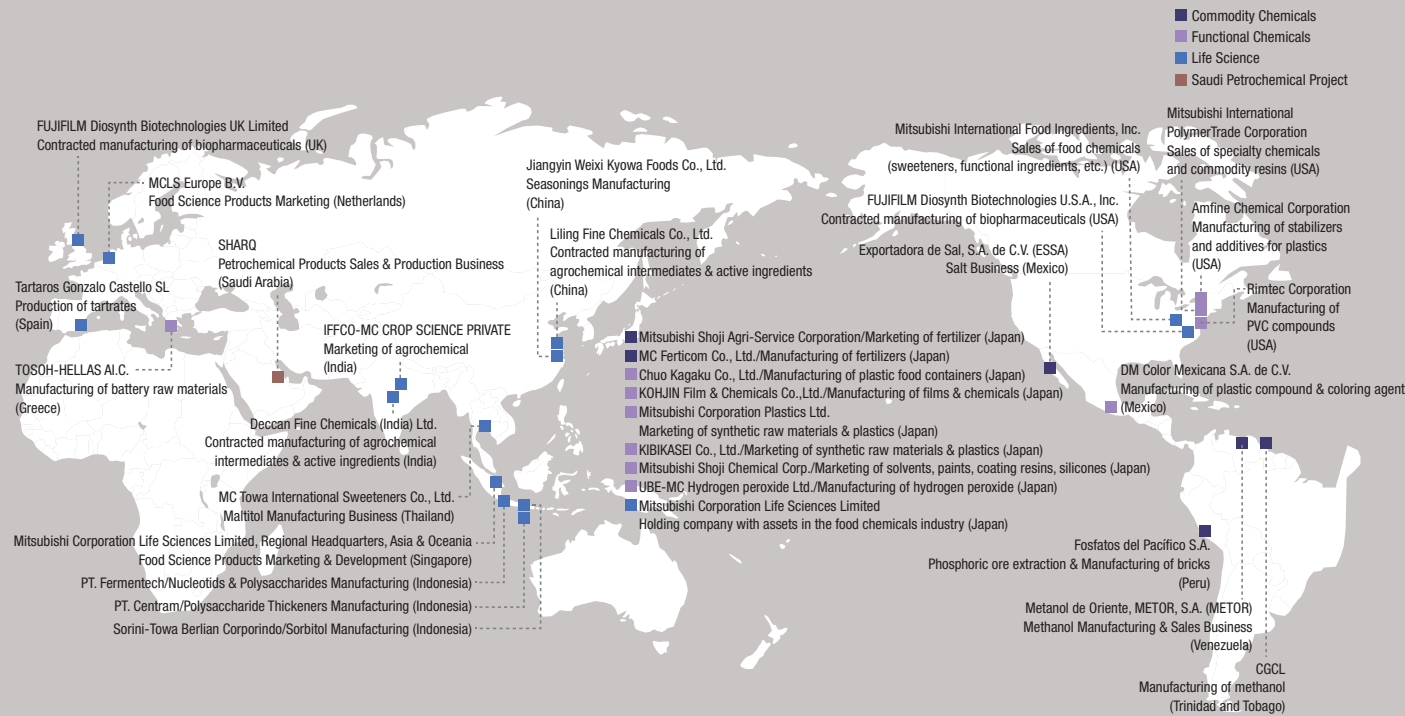 Commodity Chemicals
Functional Chemicals
Life Science
Saudi Petrochemical Project
FUJIFILM Diosynth Biotechnologies UK Limited
Contracted manufacturing of biopharmaceuticals (UK)
MCLS Europe B.V.
Food Science Products Marketing (Netherlands)
SHARQ
Petrochemical Products Sales & Production Business
(Saudi Arabia)
Tartaros Gonzalo Castello SL
Production of tartrates
(Spain)
TOSOH-HELLAS AI.C.
Manufacturing of battery raw materials
(Greece)
IFFCO-MC CROP SCIENCE PRIVATE
Marketing of agrochemical
(India)
Deccan Fine Chemicals (India) Ltd.
Contracted manufacturing of agrochemical
intermediates & active ingredients (India)
MC Towa International Sweeteners Co., Ltd.
Maltitol Manufacturing Business (Thailand)
Mitsubishi Corporation Life Sciences Limited, Regional Headquarters, Asia & Oceania
Food Science Products Marketing & Development (Singapore)
PT. Fermentech/Nucleotids & Polysaccharides Manufacturing (Indonesia)
PT. Centram/Polysaccharide Thickeners Manufacturing (Indonesia)
Sorini-Towa Berlian Corporindo/Sorbitol Manufacturing (Indonesia)
Jiangyin Weixi Kyowa Foods Co., Ltd.
Seasonings Manufacturing
(China)
Liling Fine Chemicals Co., Ltd.
Contracted manufacturing of
agrochemical intermediates & active ingredients
(China)
Mitsubishi Shoji Agri-Service Corporation/Marketing of fertilizer (Japan)
MC Ferticom Co., Ltd./Manufacturing of fertilizers (Japan)
Chuo Kagaku Co., Ltd./Manufacturing of plastic food containers (Japan)
KOHJIN Film & Chemicals Co.,Ltd./Manufacturing of films & chemicals (Japan)
Mitsubishi Corporation Plastics Ltd.
Marketing of synthetic raw materials & plastics (Japan)
KIBIKASEI Co., Ltd./Marketing of synthetic raw materials & plastics (Japan)
Mitsubishi Shoji Chemical Corp./Marketing of solvents, paints, coating resins, silicones (Japan)
UBE-MC Hydrogen peroxide Ltd./Manufacturing of hydrogen peroxide (Japan)
Mitsubishi Corporation Life Sciences Limited
Holding company with assets in the food chemicals industry (Japan)
Mitsubishi International Food Ingredients, Inc.
Sales of food chemicals
(sweeteners, functional ingredients, etc.) (USA)
FUJIFILM Diosynth Biotechnologies U.S.A., Inc.
Contracted manufacturing of biopharmaceuticals (USA)
Exportadora de Sal, S.A. de C.V. (ESSA)
Salt Business (Mexico)
Mitsubishi International
PolymerTrade Corporation
Sales of specialty chemicals
and commodity resins (USA)
Amfine Chemical Corporation
Manufacturing of stabilizers
and additives for plastics
(USA)
Rimtec Corporation
Manufacturing of
PVC compounds
(USA)
DM Color Mexicana S.A. de C.V.
Manufacturing of plastic compound & coloring agent
(Mexico)
Fosfatos del Pacífico S.A.
Phosphoric ore extraction & Manufacturing of bricks
(Peru)
Metanol de Oriente, METOR, S.A. (METOR)
Methanol Manufacturing & Sales Business
(Venezuela)
CGCL
Manufacturing of methanol
(Trinidad and Tobago)